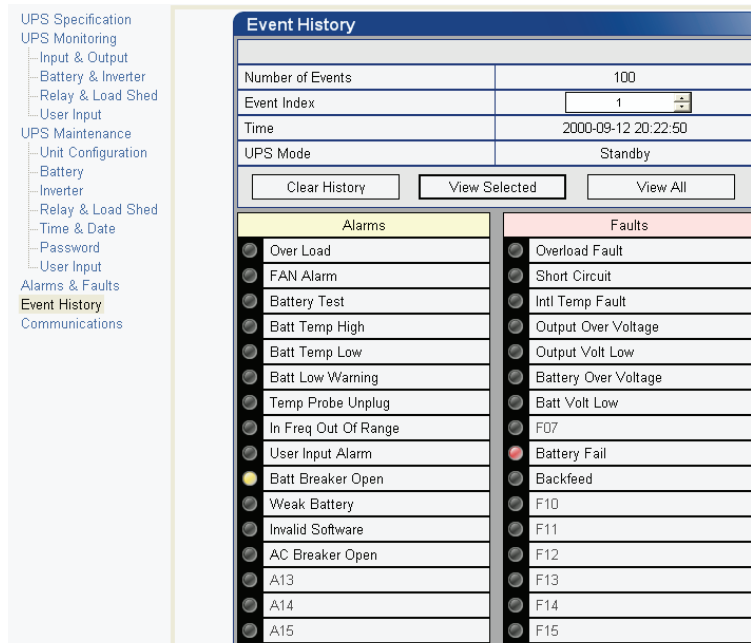 UPS Specification
UPS Monitoring
Input & Output
Battery & Inverter
Relay & Load Shed
User Input
UPS Maintenance
Unit Configuration
Battery
Inverter
Relay & Load Shed
Time & Date
Password
User Input
Alarms & Faults
Event History
Communications
Event History
Number of Events 100
Event Index 1
Time 2000-09-12 20:22:50
UPS Mode Standby
Clear History View Selected View All
Alarms Faults
Over Load Overload Fault
FAN Alarm Short Circuit
Battery Test Intl Temp Fault
Batt Temp High Output Over Voltage
Batt Temp Low Output Volt Low
Batt Low Warning Battery Over Voltage
Temp Probe Unplug Batt Volt Low
In Freq Out Of Range F07
User Input Alarm Battery Fail
Batt Breaker Open Backfeed
Weak Battery F10
Invalid Software F11
AC Breaker Open F12
A13 F13
A14 F14
A15 F15